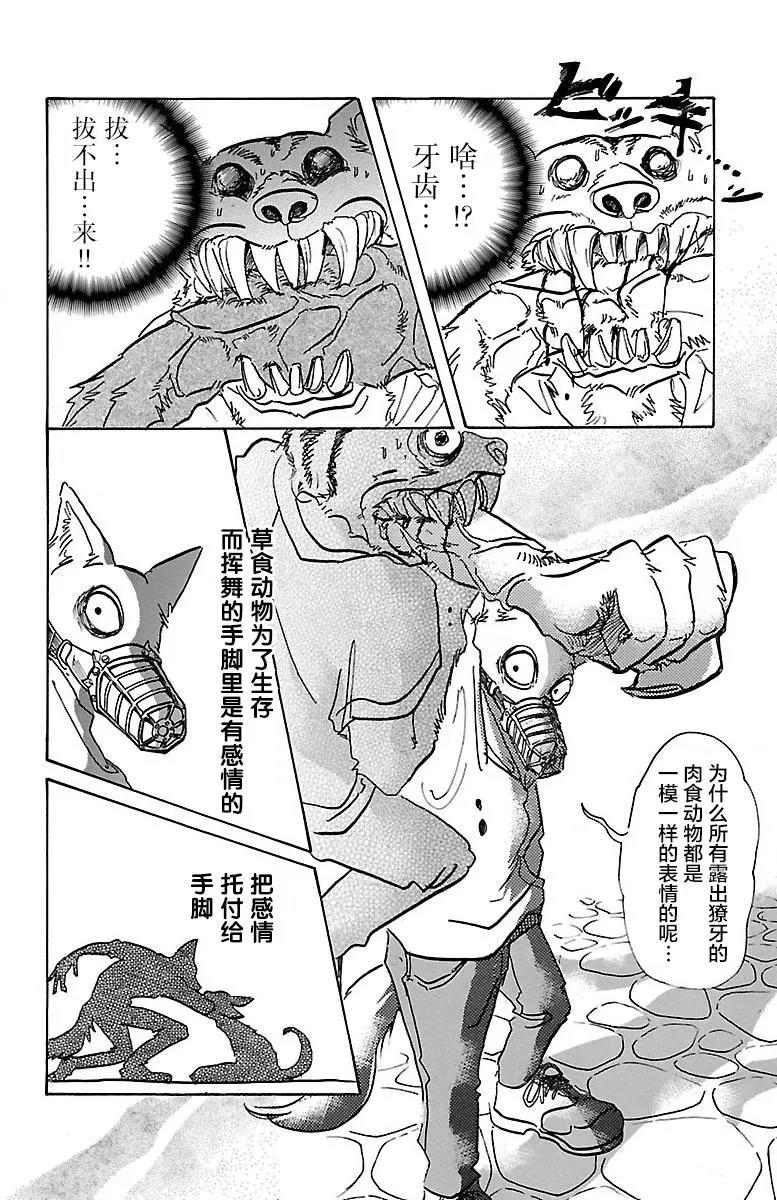 ビッキ……
啥…!?
牙齿…
拔…
拔不出…来!!
草食动物为了生存
而挥舞的手脚里是有感情的
为什么所有露出獠牙的
肉食动物都是
一模一样的表情的呢…
把感情
托付给
手脚